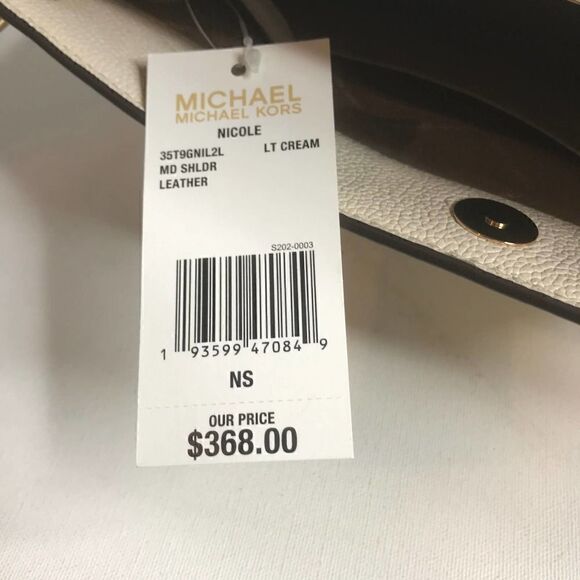 MICHAEL
MICHAEL KORS
NICOLE
35T9GNIL2L LT CREAM
MD SHLDR
LEATHER
S202-0003
1 93599 47084 9
NS
OUR PRICE
$368.00